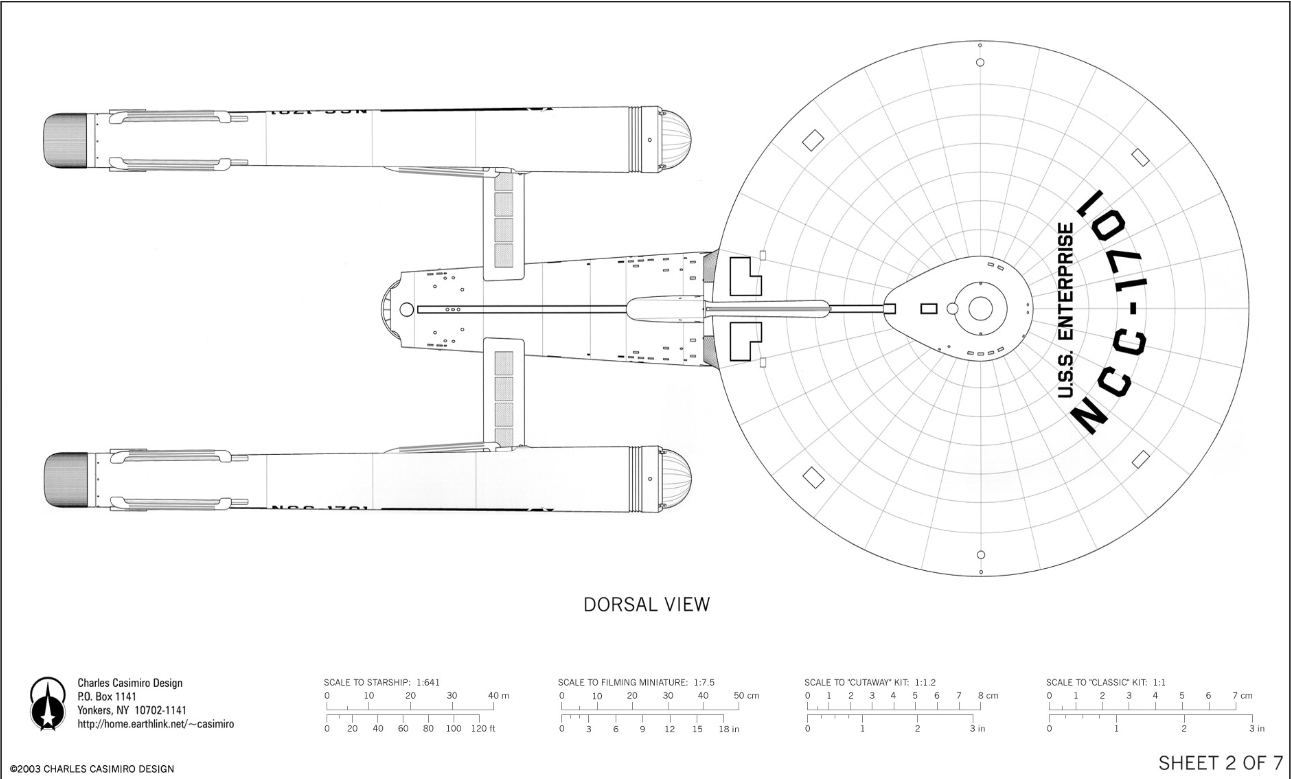 NCC-1701
U.S.S. ENTERPRISE
NCC-1701
NCC-1701
DORSAL VIEW
Charles Casimiro Design
P.O. Box 1141
Yonkers, NY 10702-1141
http://home.earthlink.net/~casimiro
SCALE TO STARSHIP: 1:641
0 10 20 30 40 m
0 20 40 60 80 100 120 ft
SCALE TO FILMING MINIATURE: 1:7.5
0 10 20 30 40 50 cm
0 3 6 9 12 15 18 in
SCALE TO "CUTAWAY" KIT: 1:1.2
0 1 2 3 4 5 6 7 8 cm
0 1 2 3 in
SCALE TO "CLASSIC" KIT: 1:1
0 1 2 3 4 5 6 7 cm
0 1 2 3 in
©2003 CHARLES CASIMIRO DESIGN
SHEET 2 OF 7